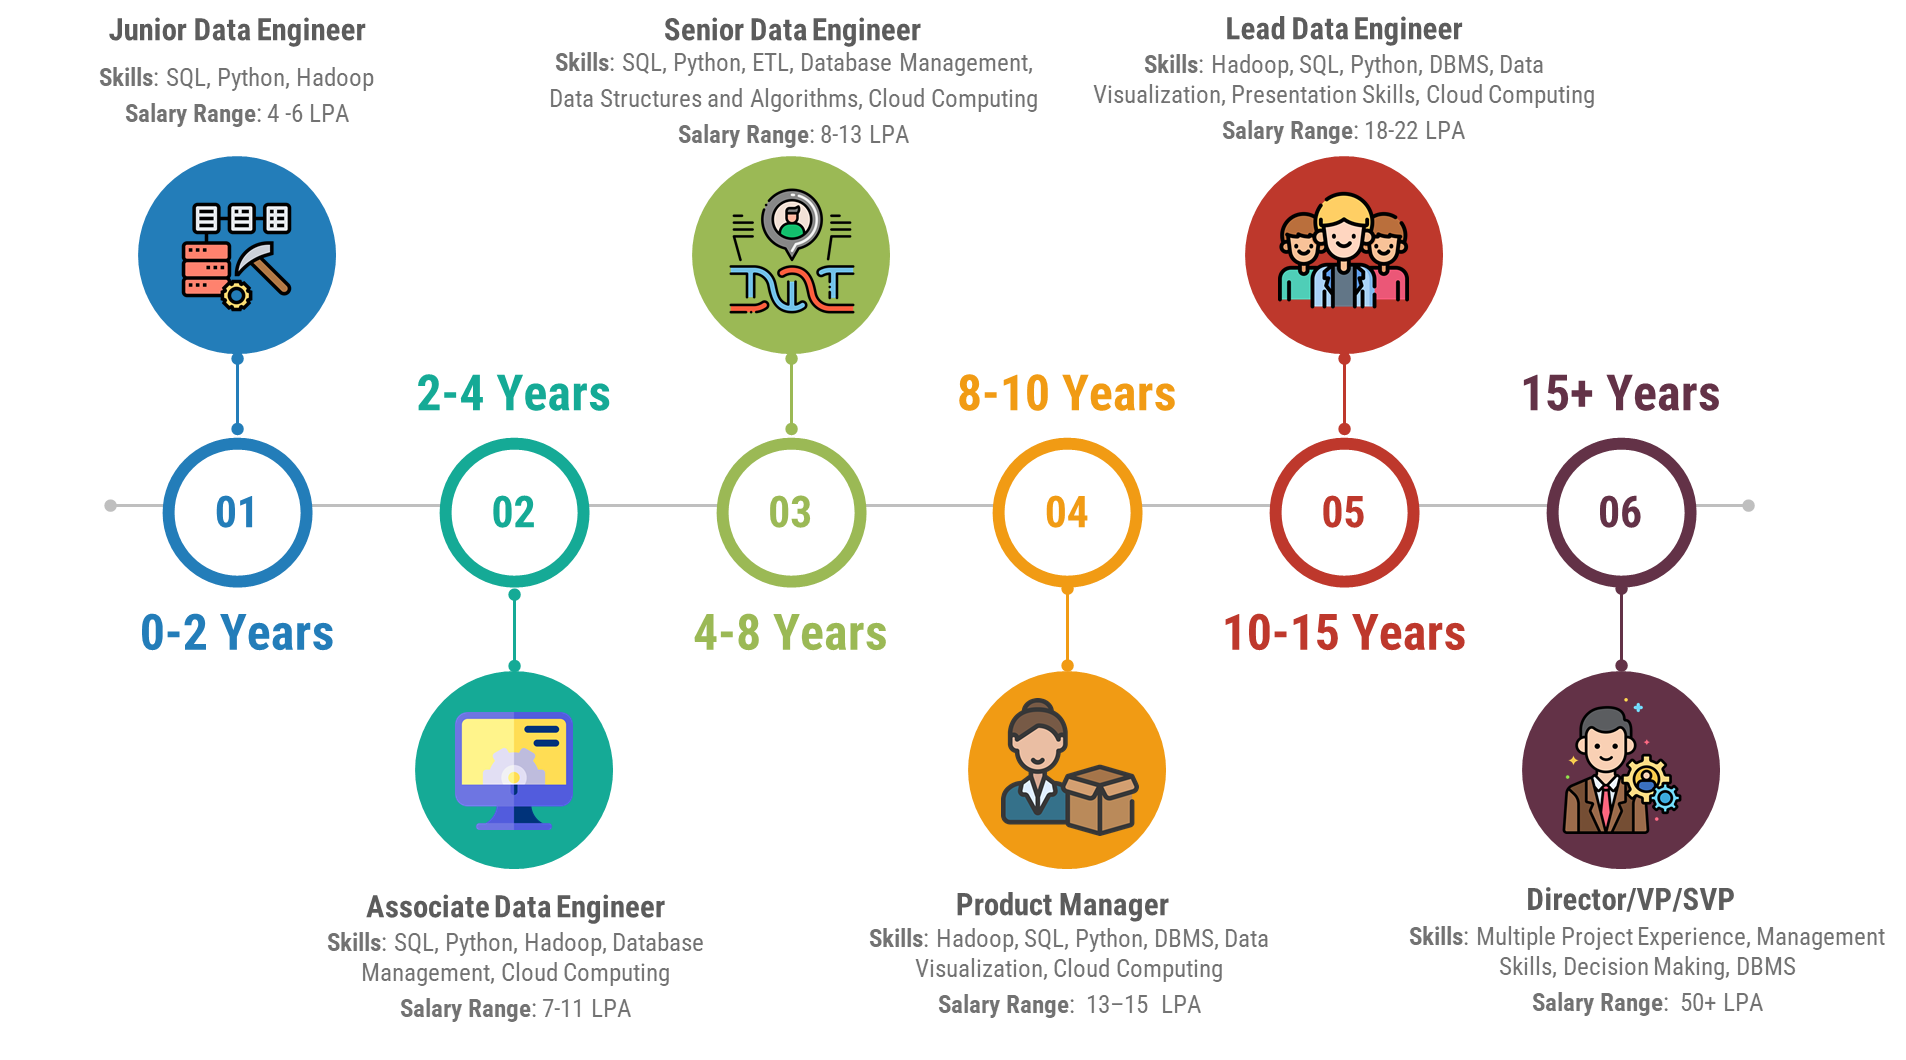 Junior Data Engineer
Skills: SQL, Python, Hadoop
Salary Range: 4 -6 LPA
Senior Data Engineer
Skills: SQL, Python, ETL, Database Management,
Data Structures and Algorithms, Cloud Computing
Salary Range: 8-13 LPA
Lead Data Engineer
Skills: Hadoop, SQL, Python, DBMS, Data
Visualization, Presentation Skills, Cloud Computing
Salary Range: 18-22 LPA
2-4 Years
8-10 Years
15+ Years
01
02
03
04
05
06
0-2 Years
4-8 Years
10-15 Years
Associate Data Engineer
Skills: SQL, Python, Hadoop, Database
Management, Cloud Computing
Salary Range: 7-11 LPA
Product Manager
Skills: Hadoop, SQL, Python, DBMS, Data
Visualization, Cloud Computing
Salary Range: 13–15 LPA
Director/VP/SVP
Skills: Multiple Project Experience, Management
Skills, Decision Making, DBMS
Salary Range: 50+ LPA